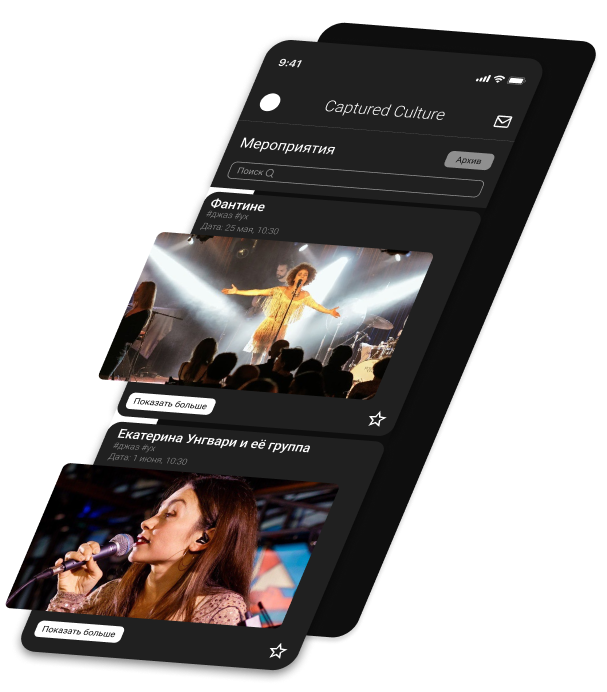 9:41
Captured Culture
Мероприятия
Архив
Поиск
Фантине
#джаз #ух
Дата: 25 мая, 10:30
Показать больше
Екатерина Унгвари и её группа
#джаз #ух
Дата: 1 июня, 10:30
Показать больше